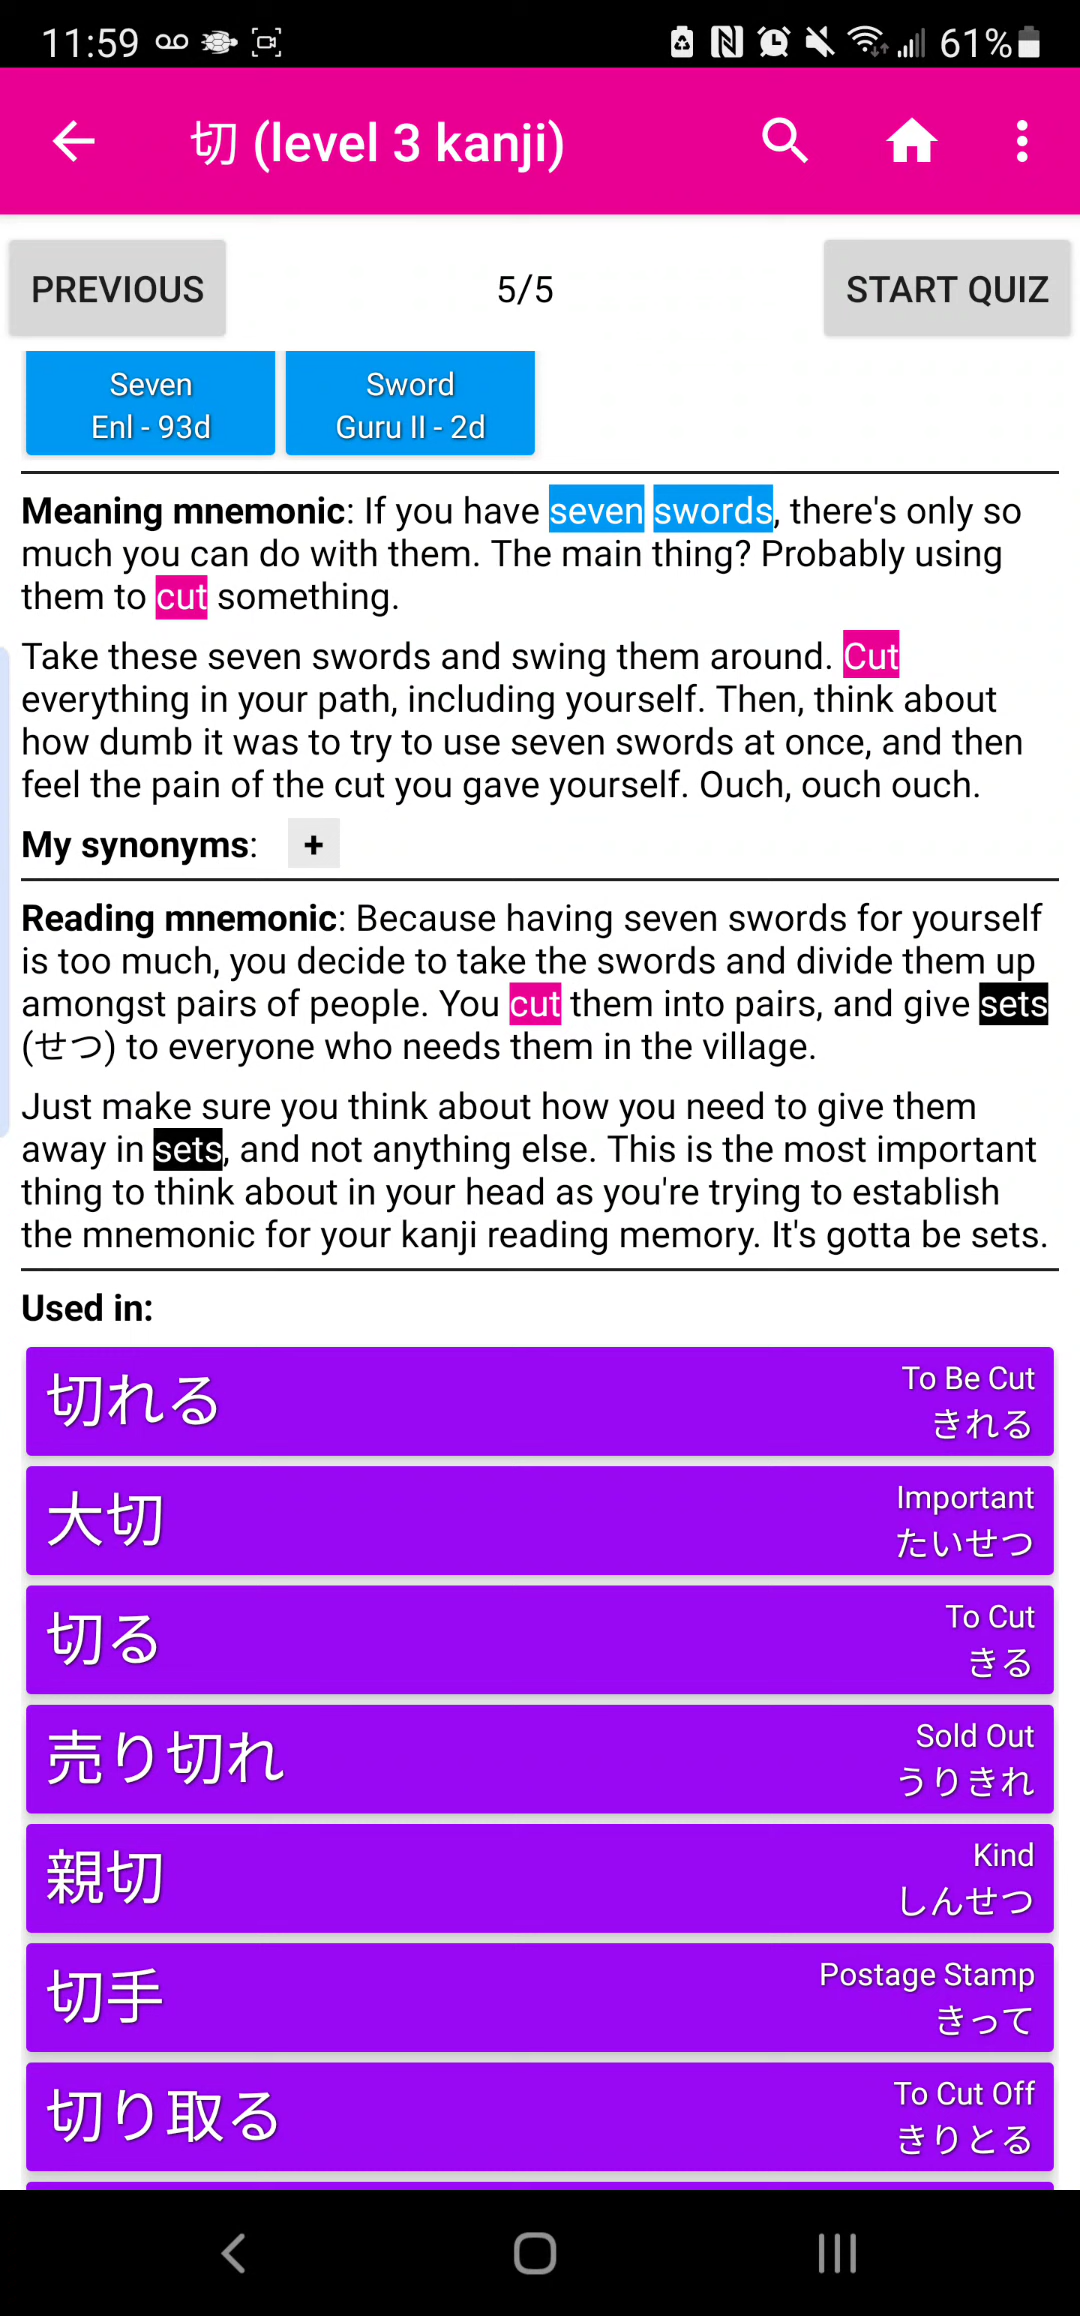 11:59
61%
切 (level 3 kanji)
PREVIOUS
5/5
START QUIZ
Seven
Enl - 93d
Sword
Guru II - 2d
Meaning mnemonic: If you have seven swords, there's only so
much you can do with them. The main thing? Probably using
them to cut something.
Take these seven swords and swing them around. Cut
everything in your path, including yourself. Then, think about
how dumb it was to try to use seven swords at once, and then
feel the pain of the cut you gave yourself. Ouch, ouch ouch.
My synonyms: +
Reading mnemonic: Because having seven swords for yourself
is too much, you decide to take the swords and divide them up
amongst pairs of people. You cut them into pairs, and give sets
(せつ) to everyone who needs them in the village.
Just make sure you think about how you need to give them
away in sets, and not anything else. This is the most important
thing to think about in your head as you're trying to establish
the mnemonic for your kanji reading memory. It's gotta be sets.
Used in:
切れる
To Be Cut
きれる
大切
Important
たいせつ
切る
To Cut
きる
売り切れ
Sold Out
うりきれ
親切
Kind
しんせつ
切手
Postage Stamp
きって
切り取る
To Cut Off
きりとる